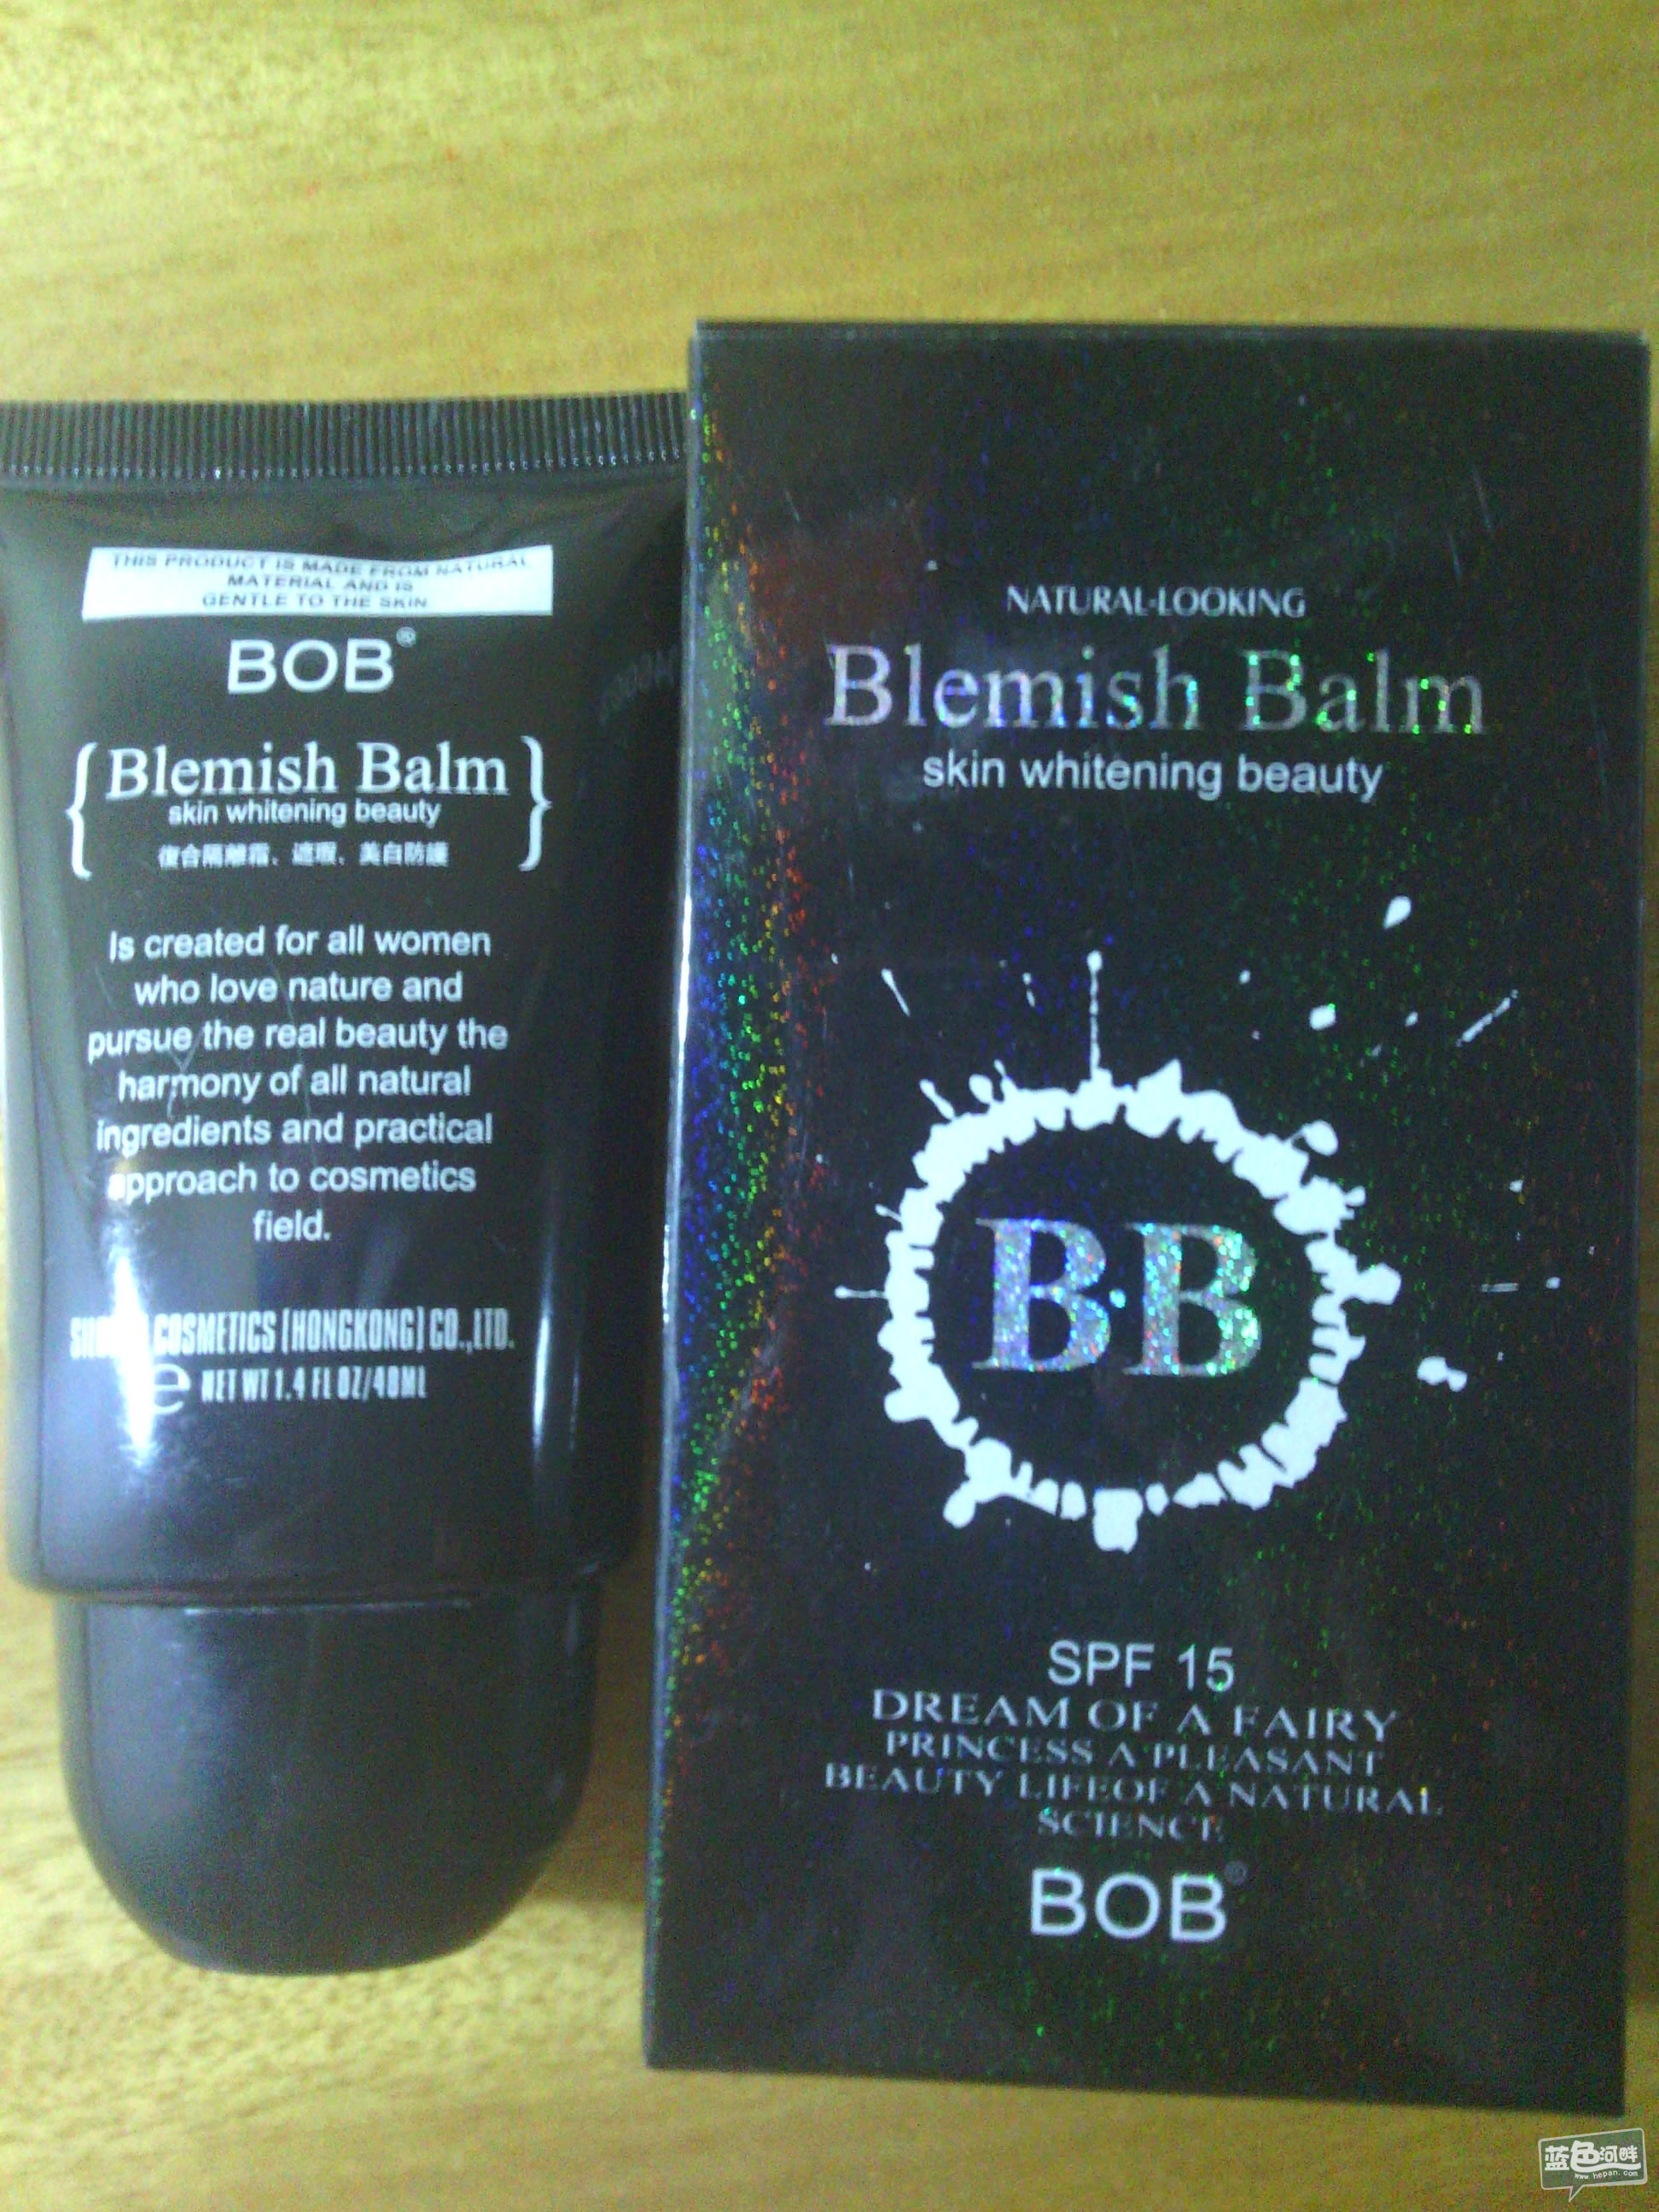 THIS PRODUCT IS MADE FROM NATURAL
MATERIAL AND IS
GENTLE TO THE SKIN
BOB®
Blemish Balm
skin whitening beauty
復合隔離霜、遮瑕、美白防護
Is created for all women
who love nature and
pursue the real beauty the
harmony of all natural
ingredients and practical
approach to cosmetics
field.
COSMETICS [HONGKONG] CO.,LTD.
e NET WT 1.4 FL OZ/40ML
NATURAL-LOOKING
Blemish Balm
skin whitening beauty
B·B
SPF 15
DREAM OF A FAIRY
PRINCESS A PLEASANT
BEAUTY LIFEOF A NATURAL
SCIENCE
BOB®
蓝色河畔
www.hepan.com